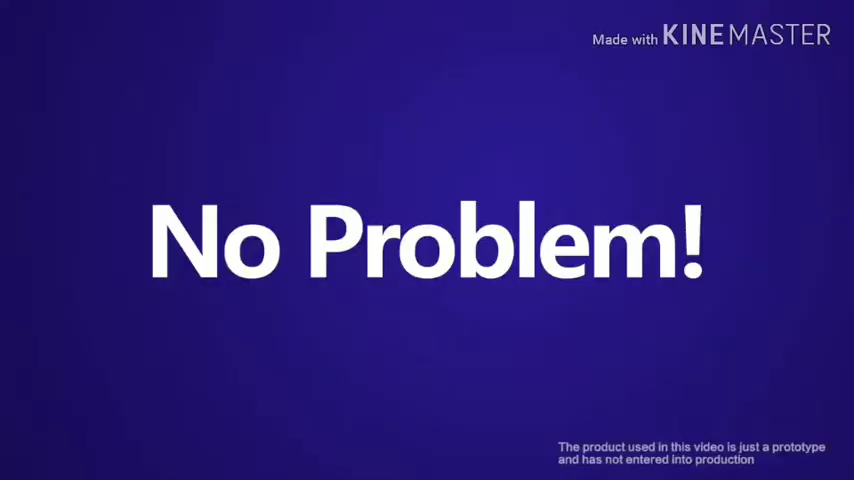 Made with KINEMASTER
No Problem!
The product used in this video is just a prototype
and has not entered into production